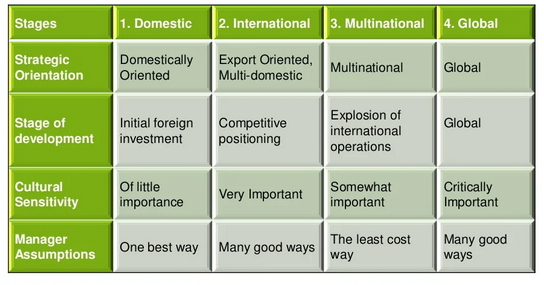 Stages 1. Domestic 2. International 3. Multinational 4. Global
Strategic
Orientation
Domestically
Oriented
Export Oriented,
Multi-domestic
Multinational
Global
Stage of
development
Initial foreign
investment
Competitive
positioning
Explosion of
international
operations
Global
Cultural
Sensitivity
Of little
importance
Very Important
Somewhat
important
Critically
Important
Manager
Assumptions
One best way
Many good ways
The least cost
way
Many good
ways